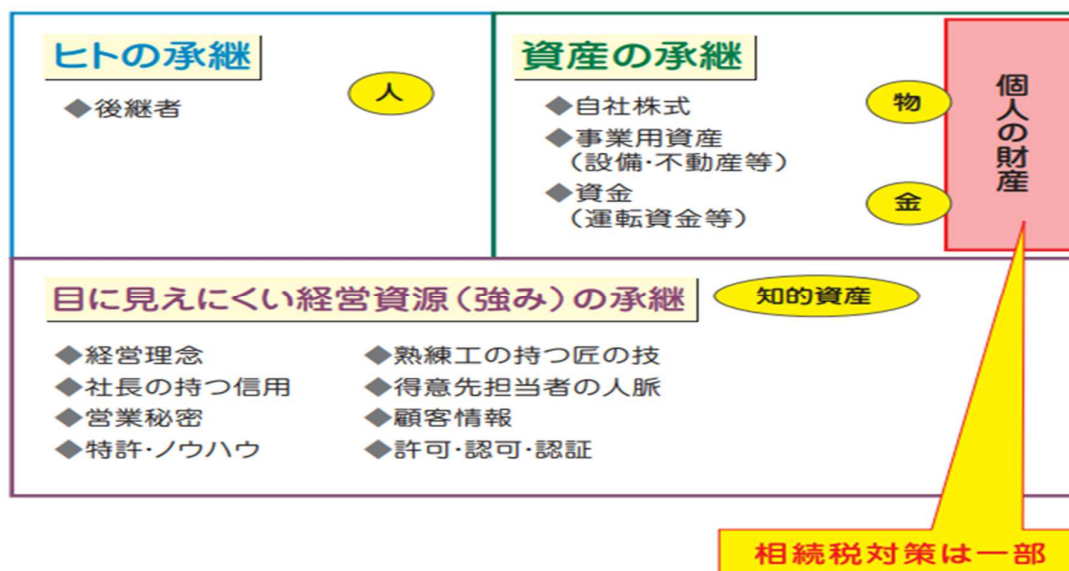 ヒトの承継
人
◆後継者
資産の承継
◆自社株式
物
◆事業用資産
(設備・不動産等)
◆資金
金
(運転資金等)
個人の財産
目に見えにくい経営資源(強み)の承継
知的資産
◆経営理念
◆社長の持つ信用
◆営業秘密
◆特許・ノウハウ
◆熟練工の持つ匠の技
◆得意先担当者の人脈
◆顧客情報
◆許可・認可・認証
相続税対策は一部